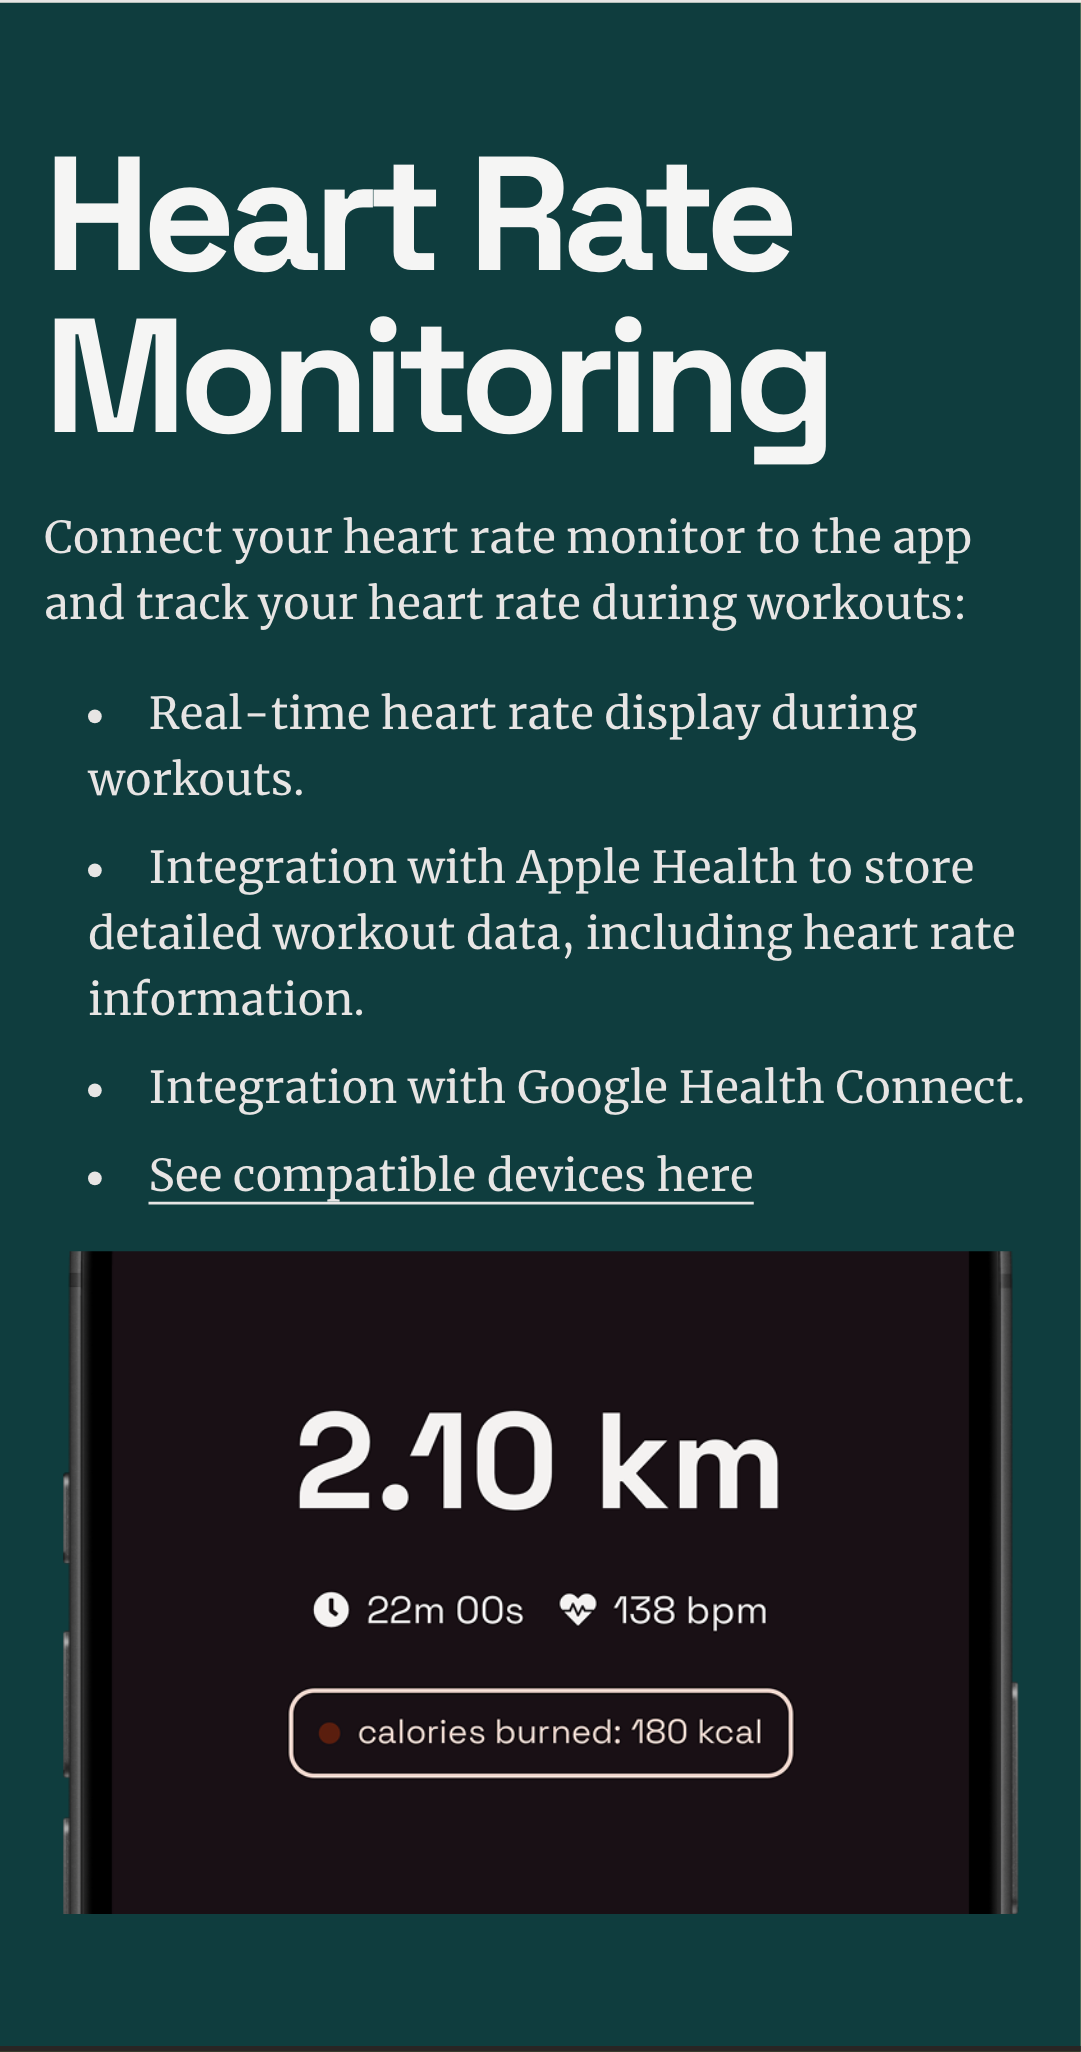 Heart Rate
Monitoring
Connect your heart rate monitor to the app
and track your heart rate during workouts:
• Real-time heart rate display during
workouts.
• Integration with Apple Health to store
detailed workout data, including heart rate
information.
• Integration with Google Health Connect.
• See compatible devices here
2.10 km
22m 00s 138 bpm
calories burned: 180 kcal